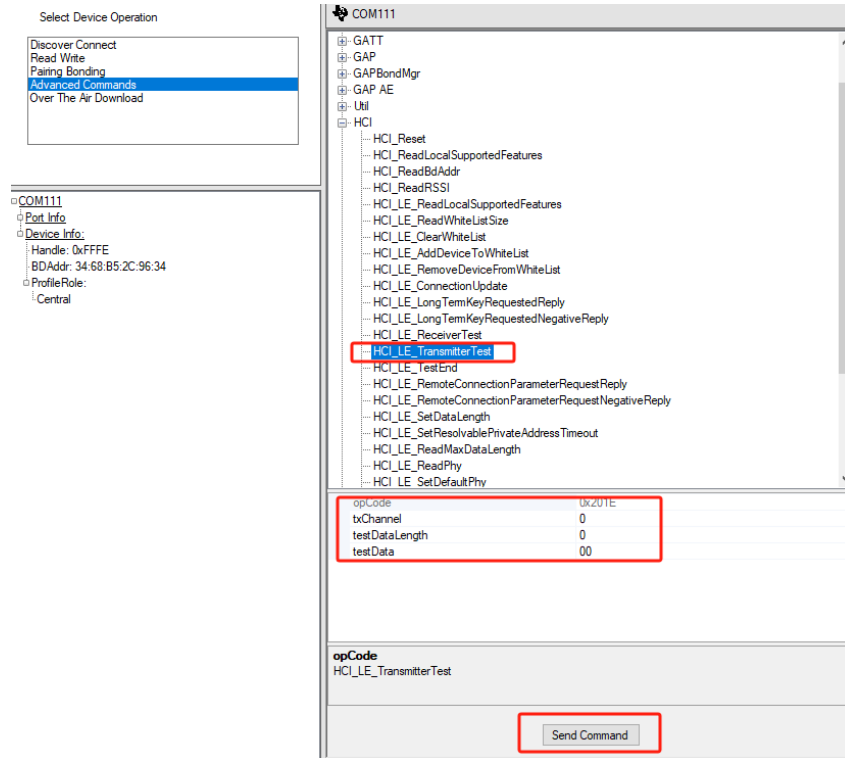 Select Device Operation
Discover Connect
Read Write
Pairing Bonding
Advanced Commands
Over The Air Download
COM111
Port Info
Device Info:
Handle: 0xFFFE
BDAddr: 34:68:B5:2C:96:34
ProfileRole:
Central
COM111
GATT
GAP
GAPBondMgr
GAP AE
Util
HCI
HCI_Reset
HCI_ReadLocalSupportedFeatures
HCI_ReadBdAddr
HCI_ReadRSSI
HCI_LE_ReadLocalSupportedFeatures
HCI_LE_ReadWhiteListSize
HCI_LE_ClearWhiteList
HCI_LE_AddDeviceToWhiteList
HCI_LE_RemoveDeviceFromWhiteList
HCI_LE_ConnectionUpdate
HCI_LE_LongTermKeyRequestedReply
HCI_LE_LongTermKeyRequestedNegativeReply
HCI_LE_ReceiverTest
HCI_LE_TransmitterTest
HCI_LE_TestEnd
HCI_LE_RemoteConnectionParameterRequestReply
HCI_LE_RemoteConnectionParameterRequestNegativeReply
HCI_LE_SetDataLength
HCI_LE_SetResolvablePrivateAddressTimeout
HCI_LE_ReadMaxDataLength
HCI_LE_ReadPhy
HCI_LE_SetDefaultPhy
opCode 0x201E
txChannel 0
testDataLength 0
testData 00
opCode
HCI_LE_TransmitterTest
Send Command